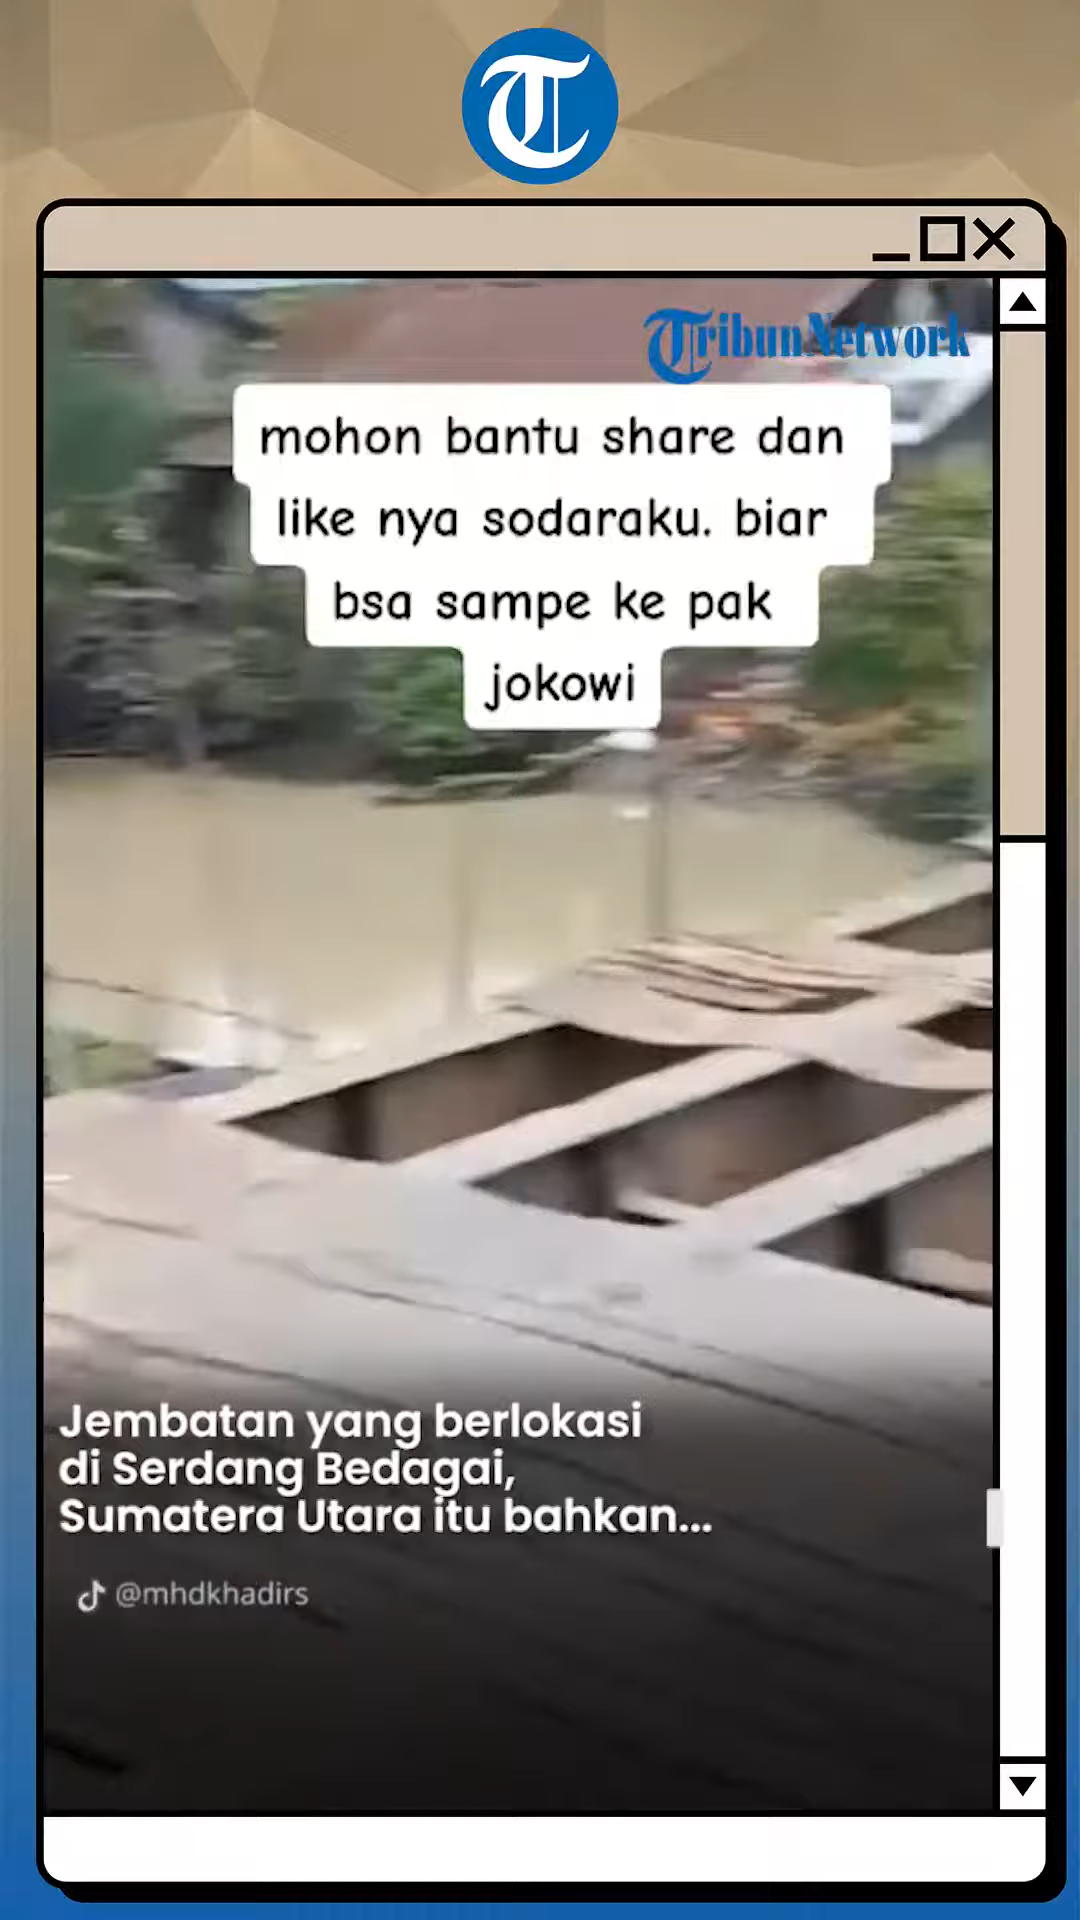 T
TribunNetwork
mohon bantu share dan
like nya sodaraku. biar
bsa sampe ke pak
jokowi
Jembatan yang berlokasi
di Serdang Bedagai,
Sumatera Utara itu bahkan...
@mhdkhadirs